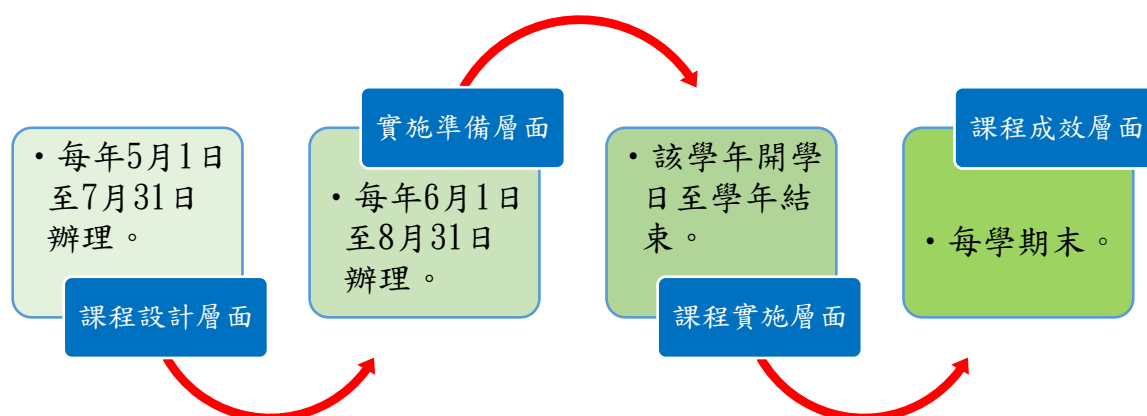 • 每年5月1日
至7月31日
辦理。
課程設計層面
實施準備層面
• 每年6月1日
至8月31日
辦理。
• 該學年開學
日至學年結
束。
課程實施層面
課程成效層面
• 每學期末。